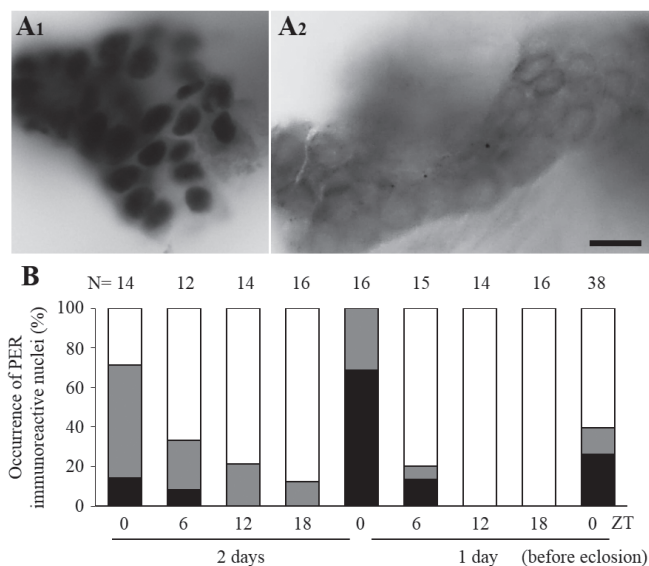 A1
A2
B
N= 14 12 14 16 16 15 14 16 38
Occurrence of PER
immunoreactive nuclei (%)
100
80
60
40
20
0
0 6 12 18 0 6 12 18 0 ZT
2 days 1 day (before eclosion)